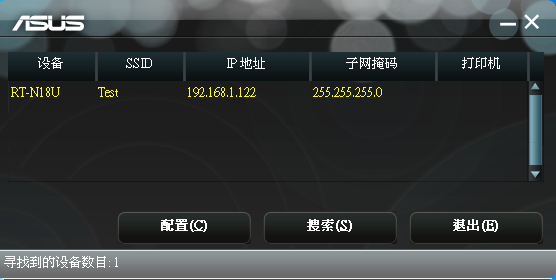 ASUS
设备 SSID IP 地址 子网掩码 打印机
RT-N18U Test 192.168.1.122 255.255.255.0
配置(C) 搜索(S) 退出(E)
寻找到的设备数目: 1